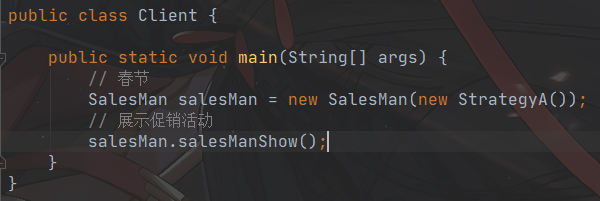 public class Client {
public static void main(String[] args) {
// 春节
SalesMan salesMan = new SalesMan(new StrategyA());
// 展示促销活动
salesMan.salesManShow();
}
}